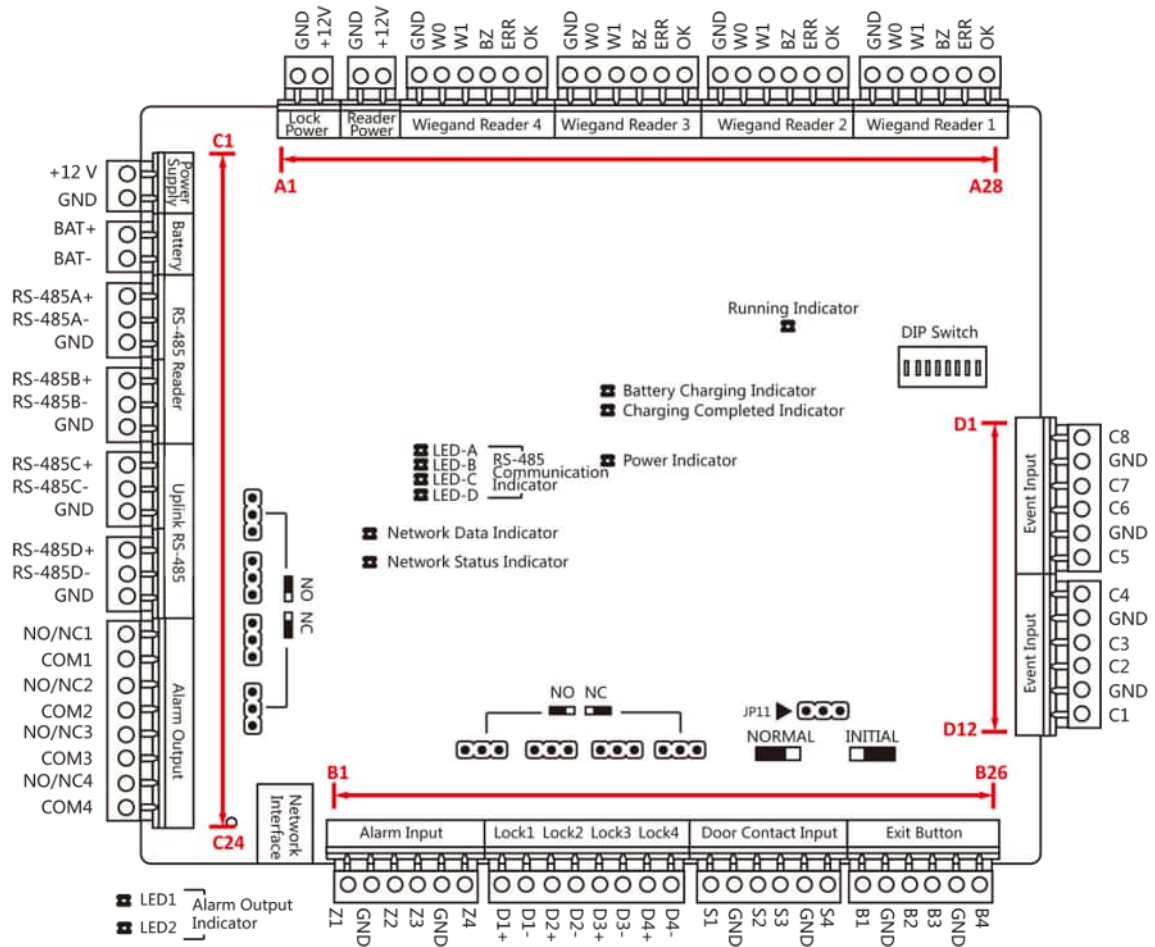 GND
+12V
GND
+12V
GND
W0
W1
BZ
ERR
OK
GND
W0
W1
BZ
ERR
OK
GND
W0
W1
BZ
ERR
OK
GND
W0
W1
BZ
ERR
OK
Lock
Power
Reader
Power
Wiegand Reader 4
Wiegand Reader 3
Wiegand Reader 2
Wiegand Reader 1
C1
A1
A28
+12 V
GND
BAT+
BAT-
RS-485A+
RS-485A-
GND
RS-485B+
RS-485B-
GND
RS-485C+
RS-485C-
GND
RS-485D+
RS-485D-
GND
NO/NC1
COM1
NO/NC2
COM2
NO/NC3
COM3
NO/NC4
COM4
Power
Supply
Battery
RS-485 Reader
Uplink RS-485
Alarm Output
C24
Running Indicator
DIP Switch
Battery Charging Indicator
Charging Completed Indicator
LED-A
LED-B
LED-C
LED-D
RS-485
Communication
Indicator
Power Indicator
Network Data Indicator
Network Status Indicator
NO
NC
D1
D12
Event Input
Event Input
C8
GND
C7
C6
GND
C5
C4
GND
C3
C2
GND
C1
NO NC
JP11
NORMAL
INITIAL
B1
B26
Network
Interface
Alarm Input
Lock1 Lock2 Lock3 Lock4
Door Contact Input
Exit Button
Z1
GND
Z2
Z3
GND
Z4
D1+
D1-
D2+
D2-
D3+
D3-
D4+
D4-
S1
GND
S2
S3
GND
S4
B1
GND
B2
B3
GND
B4
LED1
LED2
Alarm Output
Indicator